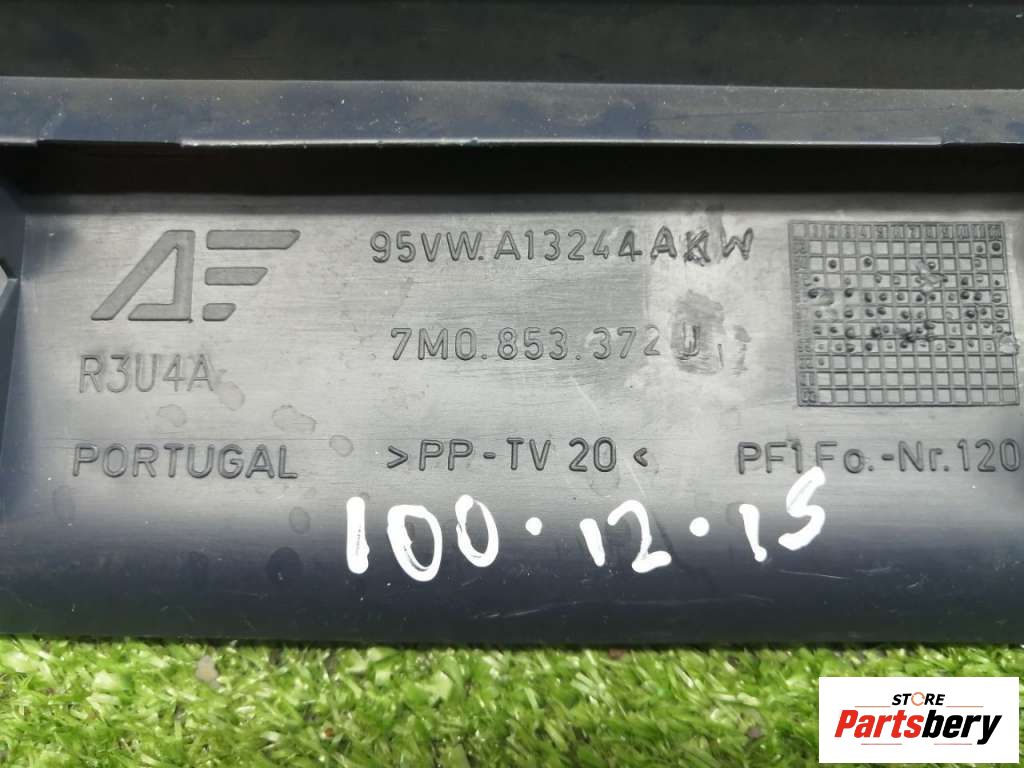 95VW.A13244AKW
7M0.853.372
R3U4A
PORTUGAL
>PP-TV 20<
PF1Fo.-Nr.120
100.12.15
STORE
Partsbery